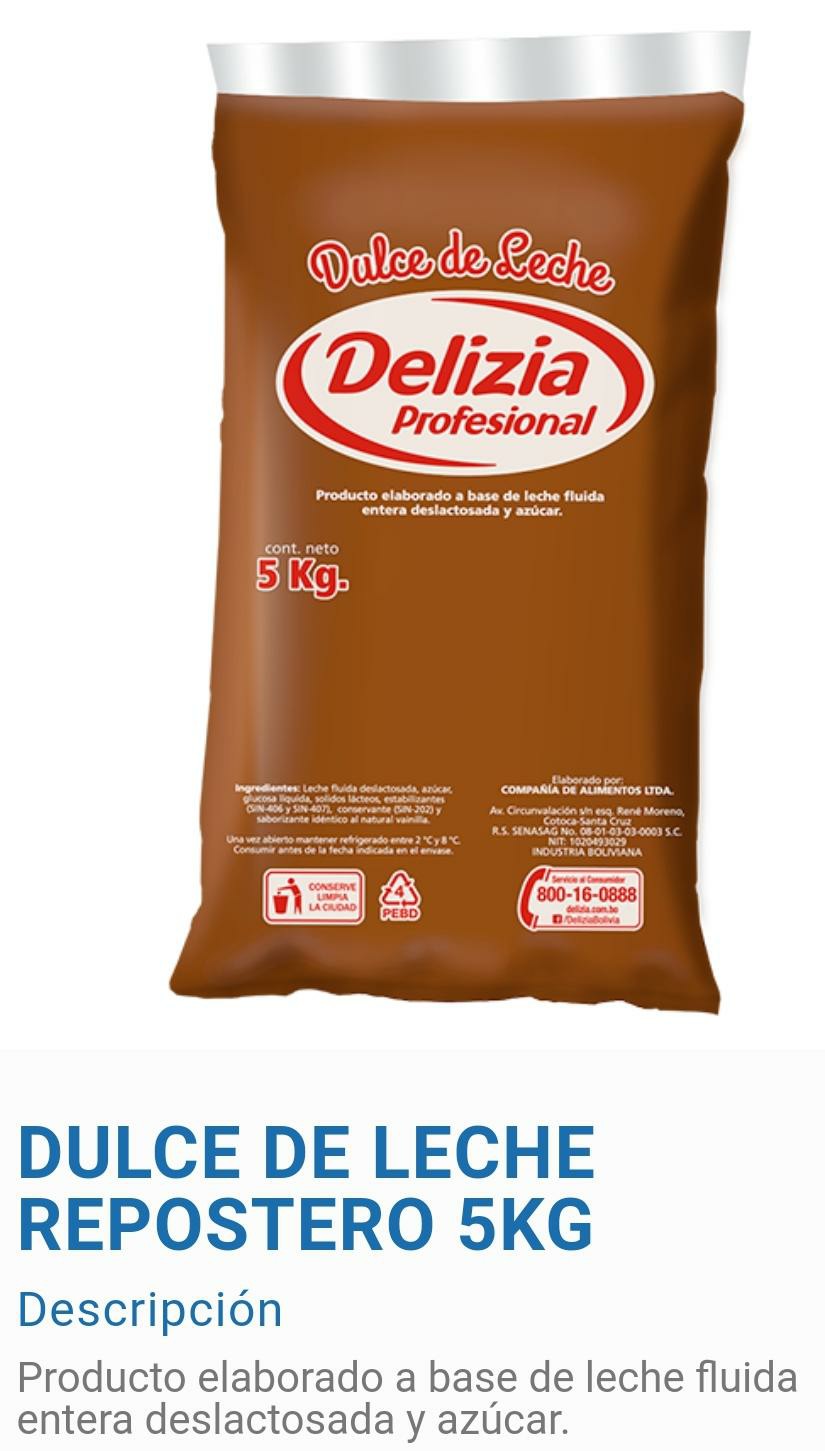 Dulce de Leche
Delizia
Profesional
Producto elaborado a base de leche fluida
entera deslactosada y azúcar.
cont. neto
5 Kg.
Ingredientes: Leche fluida deslactosada, azúcar,
glucosa líquida, solidos lácteos, estabilizantes
(SIN-406 y SIN-407), conservante (SIN-202) y
saborizante idéntico al natural vainilla.
Una vez abierto mantener refrigerado entre 2 °C y 8 °C.
Consumir antes de la fecha indicada en el envase.
CONSERVE
LIMPIA
LA CIUDAD
4
PEBD
Elaborado por:
COMPAÑÍA DE ALIMENTOS LTDA.
Av. Circunvalación s/n esq. René Moreno,
Cotoca-Santa Cruz
R.S. SENASAG No. 08-01-03-03-0003 S.C.
NIT: 1020493029
INDUSTRIA BOLIVIANA
Servicio al Consumidor
800-16-0888
delizia.com.bo
f/DeliziaBolivia
DULCE DE LECHE
REPOSTERO 5KG
Descripción
Producto elaborado a base de leche fluida
entera deslactosada y azúcar.